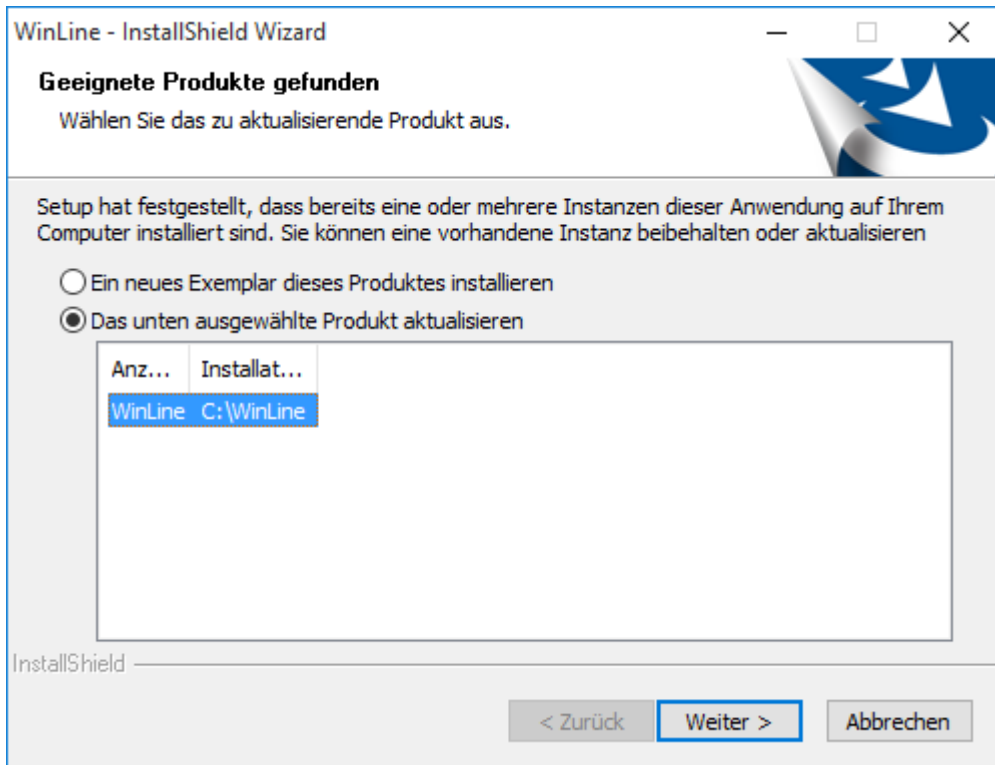 WinLine - InstallShield Wizard
Geeignete Produkte gefunden
Wählen Sie das zu aktualisierende Produkt aus.
Setup hat festgestellt, dass bereits eine oder mehrere Instanzen dieser Anwendung auf Ihrem
Computer installiert sind. Sie können eine vorhandene Instanz beibehalten oder aktualisieren
Ein neues Exemplar dieses Produktes installieren
Das unten ausgewählte Produkt aktualisieren
Anz... Installat...
WinLine C:\WinLine
InstallShield
< Zurück Weiter > Abbrechen